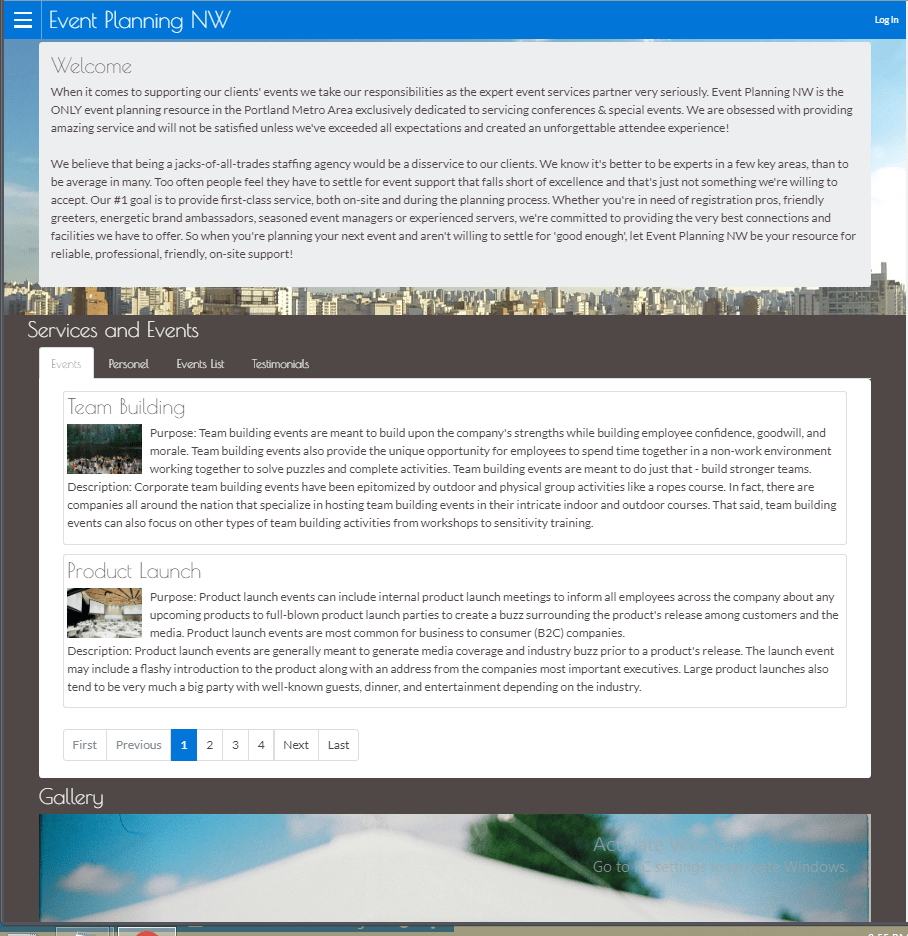 Event Planning NW
Log In
Welcome
When it comes to supporting our clients' events we take our responsibilities as the expert event services partner very seriously. Event Planning NW is the
ONLY event planning resource in the Portland Metro Area exclusively dedicated to servicing conferences & special events. We are obsessed with providing
amazing service and will not be satisfied unless we've exceeded all expectations and created an unforgettable attendee experience!
We believe that being a jacks-of-all-trades staffing agency would be a disservice to our clients. We know it's better to be experts in a few key areas, than to
be average in many. Too often people feel they have to settle for event support that falls short of excellence and that's just not something we're willing to
accept. Our #1 goal is to provide first-class service, both on-site and during the planning process. Whether you're in need of registration pros, friendly
greeters, energetic brand ambassadors, seasoned event managers or experienced servers, we're committed to providing the very best connections and
facilities we have to offer. So when you're planning your next event and aren't willing to settle for 'good enough', let Event Planning NW be your resource for
reliable, professional, friendly, on-site support!
Services and Events
Events Personel Events List Testimonials
Team Building
Purpose: Team building events are meant to build upon the company's strengths while building employee confidence, goodwill, and
morale. Team building events also provide the unique opportunity for employees to spend time together in a non-work environment
working together to solve puzzles and complete activities. Team building events are meant to do just that - build stronger teams.
Description: Corporate team building events have been epitomized by outdoor and physical group activities like a ropes course. In fact, there are
companies all around the nation that specialize in hosting team building events in their intricate indoor and outdoor courses. That said, team building
events can also focus on other types of team building activities from workshops to sensitivity training.
Product Launch
Purpose: Product launch events can include internal product launch meetings to inform all employees across the company about any
upcoming products to full-blown product launch parties to create a buzz surrounding the product's release among customers and the
media. Product launch events are most common for business to consumer (B2C) companies.
Description: Product launch events are generally meant to generate media coverage and industry buzz prior to a product's release. The launch event
may include a flashy introduction to the product along with an address from the companies most important executives. Large product launches also
tend to be very much a big party with well-known guests, dinner, and entertainment depending on the industry.
First Previous 1 2 3 4 Next Last
Gallery
Activate Windows
Go to PC settings to activate Windows.